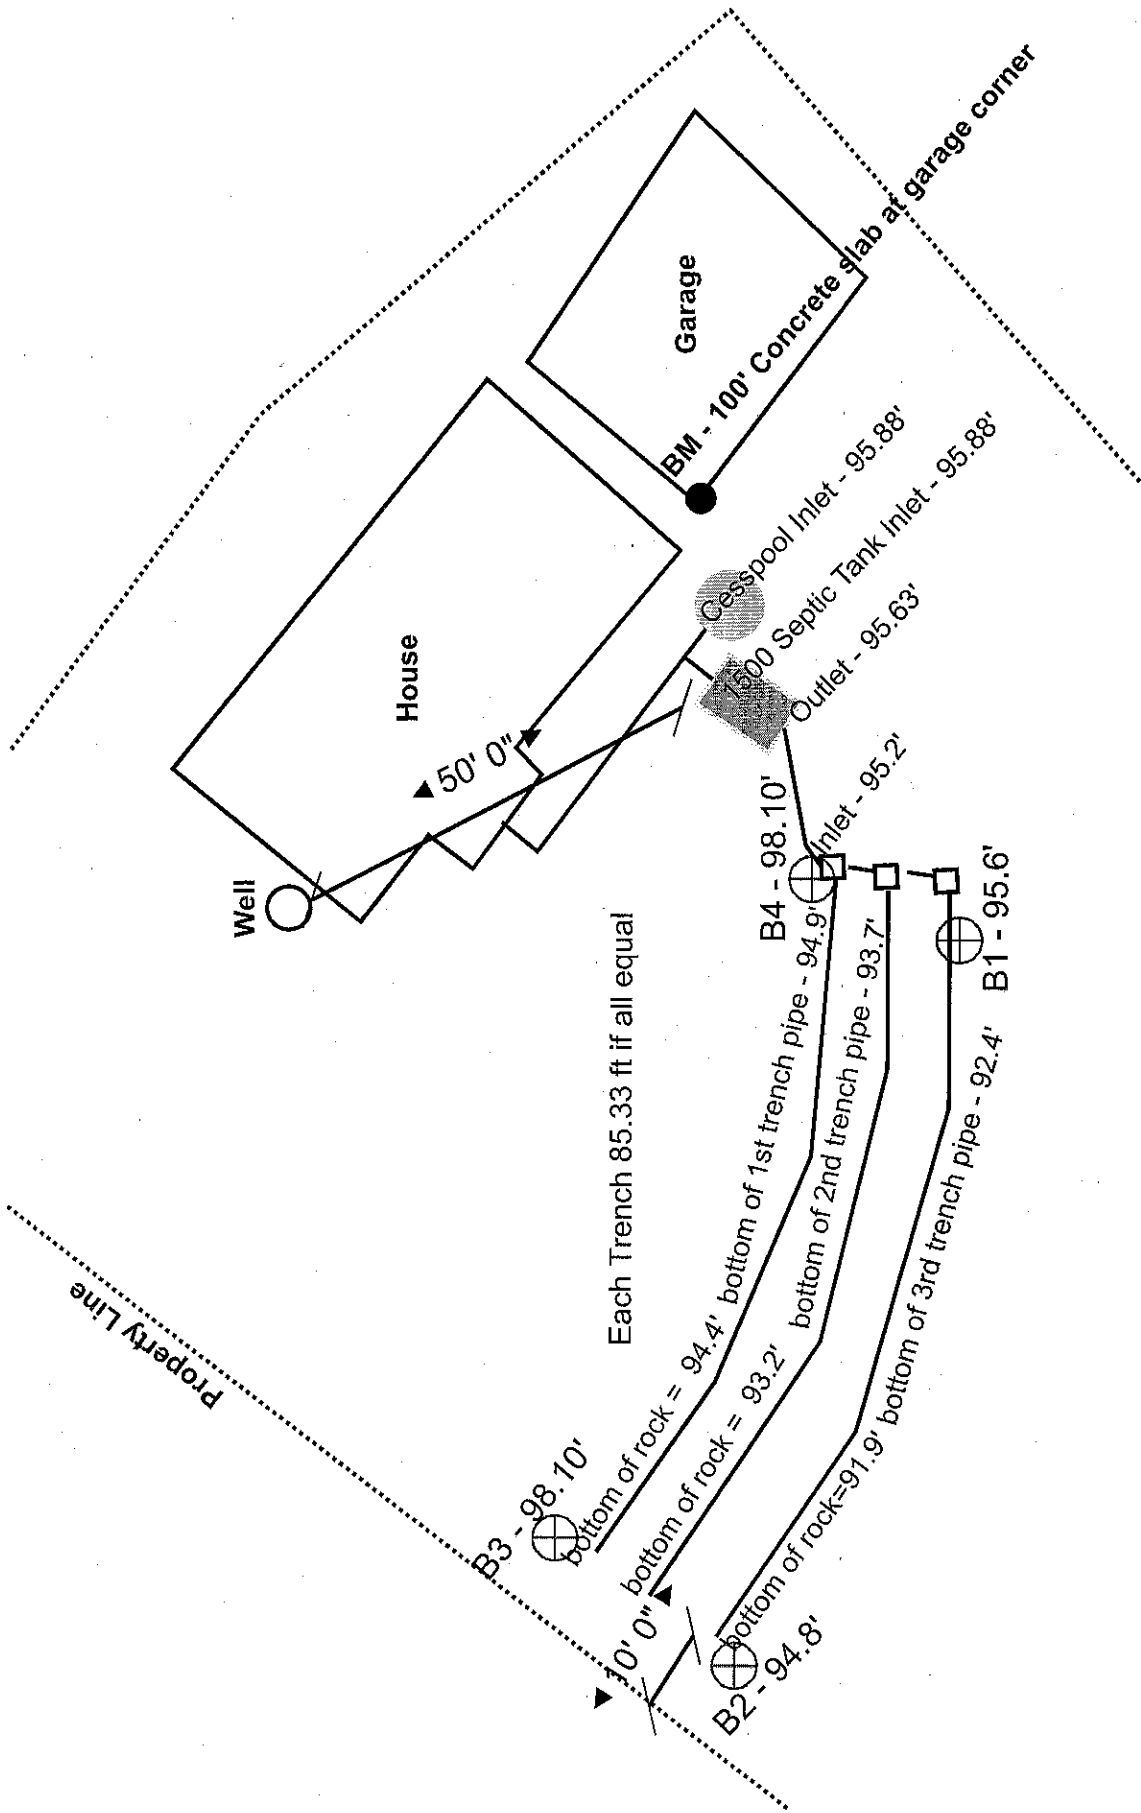 BM - 100' Concrete slab at garage corner
Garage
House
Cesspool Inlet - 95.88'
1500 Septic Tank Inlet - 95.88'
Outlet - 95.63'
50' 0"
Well
Inlet - 95.2'
B4 - 98.10'
B1 - 95.6'
Each Trench 85.33 ft if all equal
bottom of rock = 94.4' bottom of 1st trench pipe - 94.9'
bottom of rock = 93.2' bottom of 2nd trench pipe - 93.7'
bottom of rock=91.9' bottom of 3rd trench pipe - 92.4'
Property Line
B3 - 98.10'
10' 0"
B2 - 94.8'